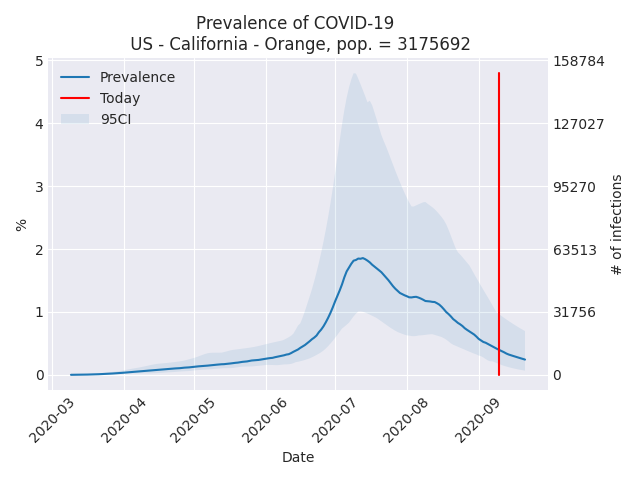 Prevalence of COVID-19
US - California - Orange, pop. = 3175692
Prevalence
Today
95CI
5
4
3
2
1
0
%
158784
127027
95270
63513
31756
0
# of infections
2020-03
2020-04
2020-05
2020-06
2020-07
2020-08
2020-09
Date